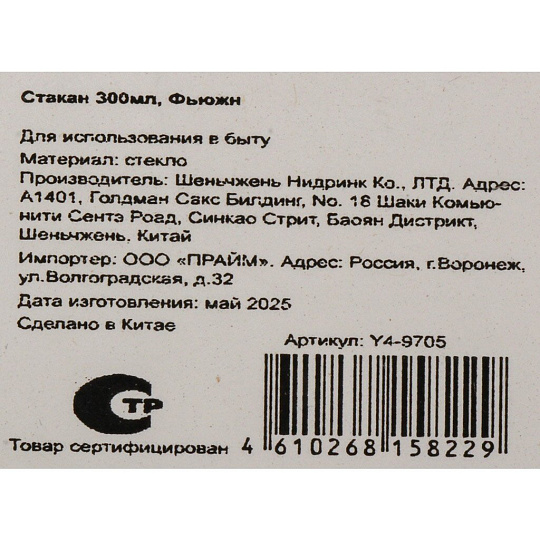 Стакан 300мл, Фьюжн
Для использования в быту
Материал: стекло
Производитель: Шеньчжень Нидринк Ко., ЛТД. Адрес:
А1401, Голдман Сакс Билдинг, No. 18 Шаки Комью-
нити Сентэ Роад, Синкао Стрит, Баоян Дистрикт,
Шеньчжень, Китай
Импортер: ООО «ПРАЙМ». Адрес: Россия, г.Воронеж,
ул.Волгоградская, д.32
Дата изготовления: май 2025
Сделано в Китае
Артикул: Y4-9705
СТР
Товар сертифицирован
4 610268 158229